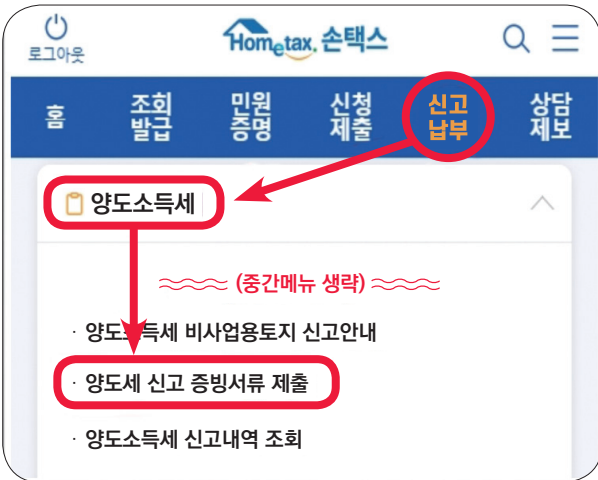 로그아웃
Hometax. 손택스
홈
조회
발급
민원
증명
신청
제출
신고
납부
상담
제보
양도소득세
(중간메뉴 생략)
· 양도소득세 비사업용토지 신고안내
· 양도세 신고 증빙서류 제출
· 양도소득세 신고내역 조회